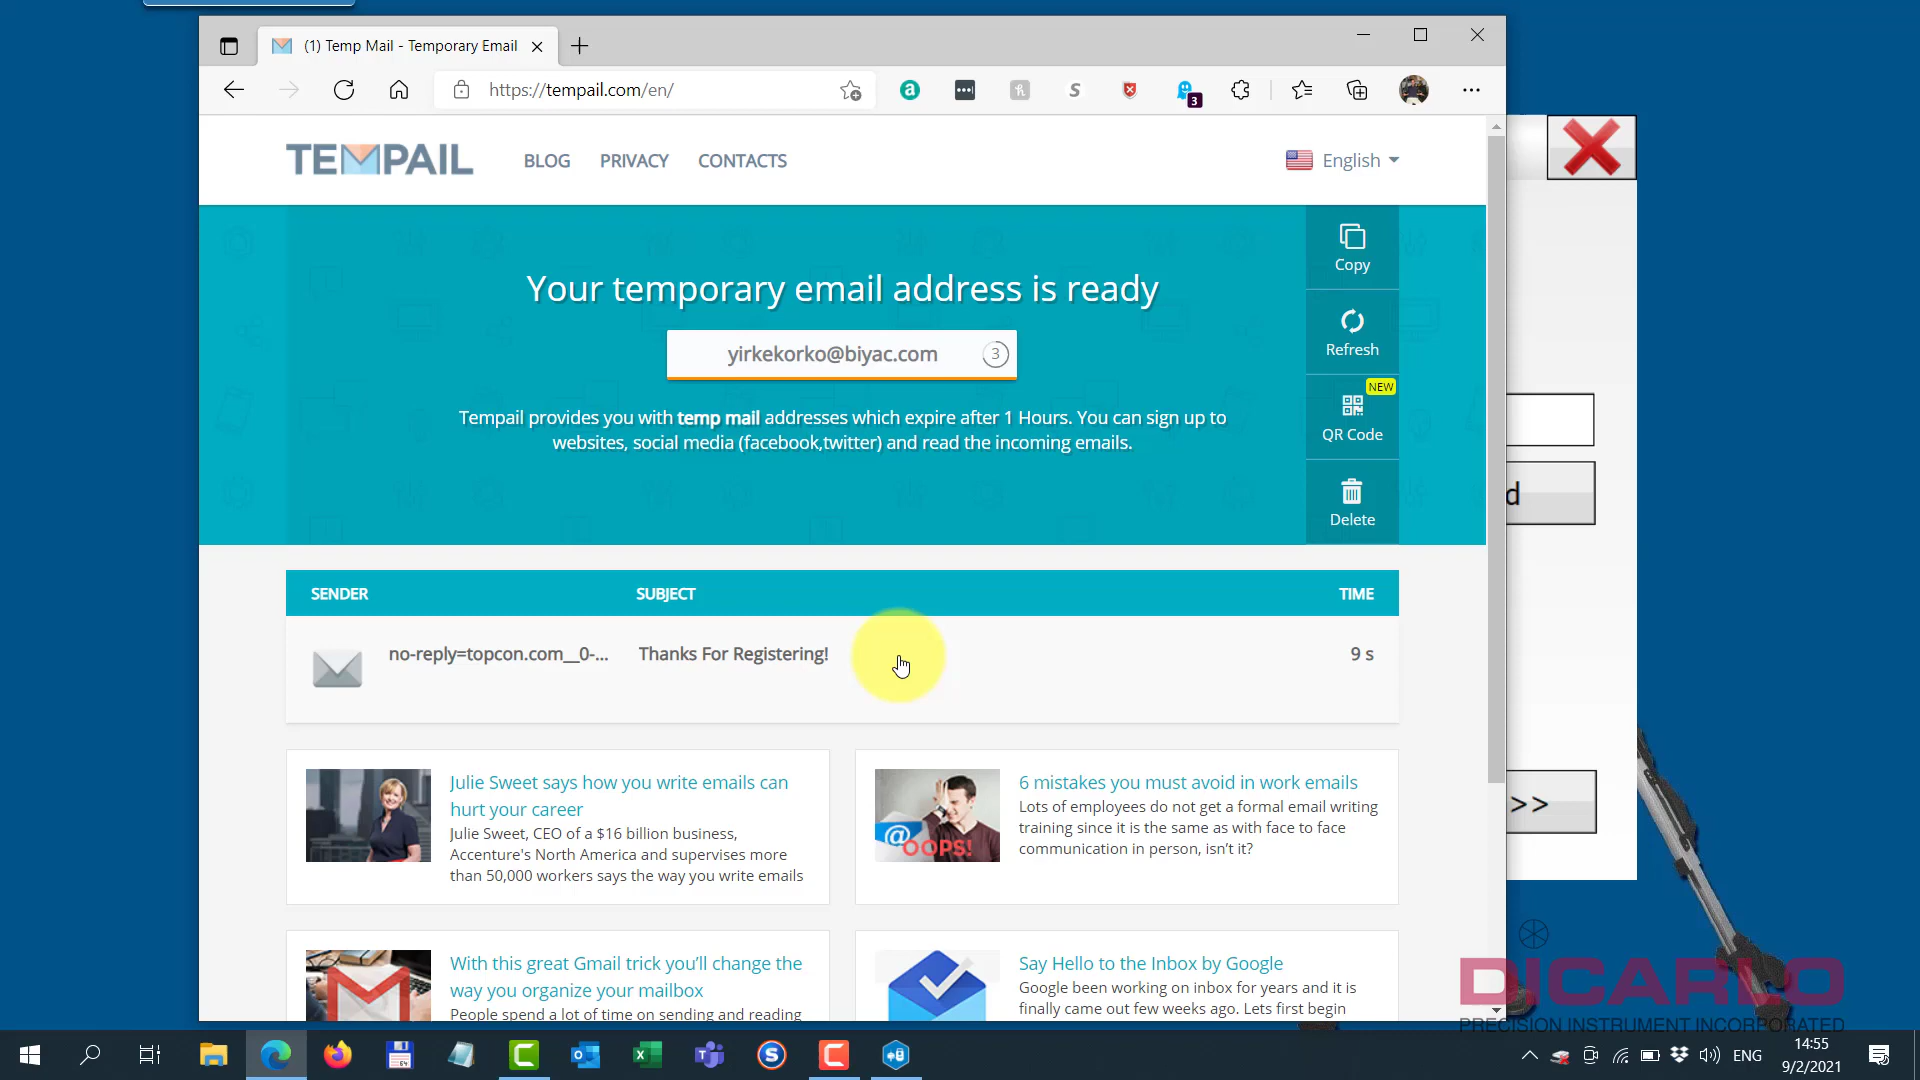 (1) Temp Mail - Temporary Email
https://tempail.com/en/
3
TEMPAIL
BLOG PRIVACY CONTACTS
English
Your temporary email address is ready
yirkekorko@biyac.com 3
Tempail provides you with temp mail addresses which expire after 1 Hours. You can sign up to
websites, social media (facebook,twitter) and read the incoming emails.
Copy
Refresh
NEW
QR Code
Delete
d
>>
SENDER SUBJECT TIME
no-reply=topcon.com__0-... Thanks For Registering! 9 s
Julie Sweet says how you write emails can
hurt your career
Julie Sweet, CEO of a $16 billion business,
Accenture's North America and supervises more
than 50,000 workers says the way you write emails
@
OOPS!
6 mistakes you must avoid in work emails
Lots of employees do not get a formal email writing
training since it is the same as with face to face
communication in person, isn't it?
With this great Gmail trick you'll change the
way you organize your mailbox
People spend a lot of time on sending and reading
Say Hello to the Inbox by Google
Google been working on inbox for years and it is
finally came out few weeks ago. Lets first begin
DICARLO
PRECISION INSTRUMENT INCORPORATED
ENG
14:55
9/2/2021